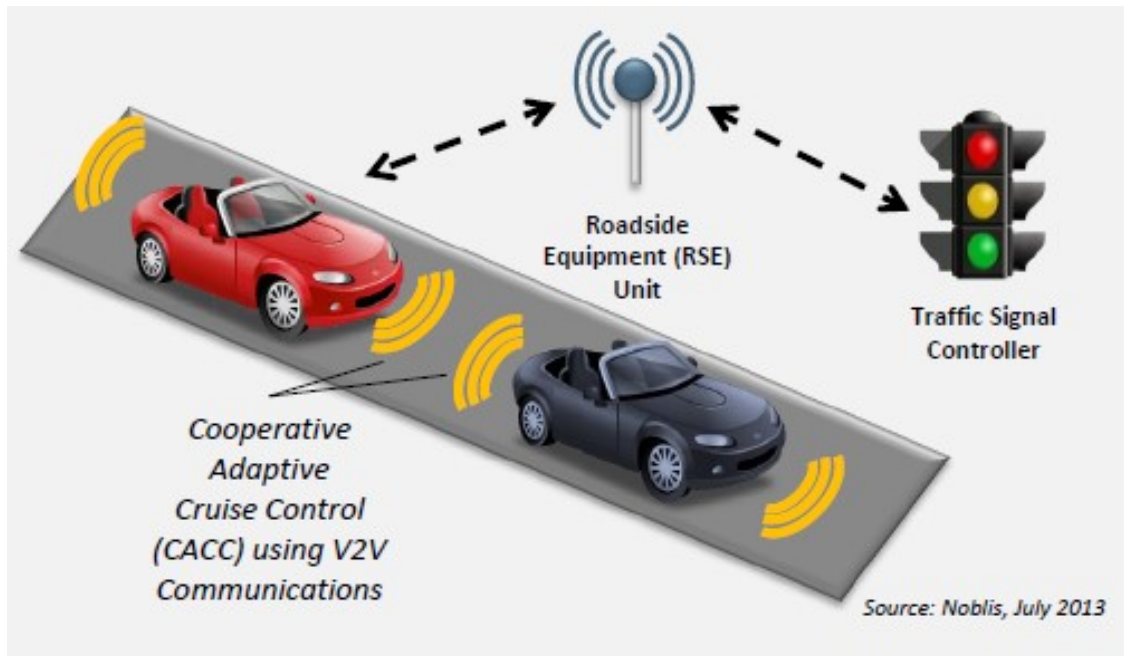 Roadside
Equipment (RSE)
Unit
Traffic Signal
Controller
Cooperative
Adaptive
Cruise Control
(CACC) using V2V
Communications
Source: Noblis, July 2013